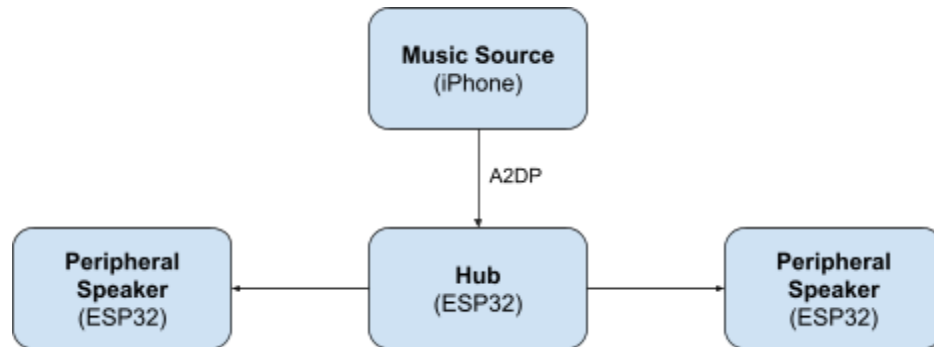 Music Source
(iPhone)
A2DP
Peripheral
Speaker
(ESP32)
Hub
(ESP32)
Peripheral
Speaker
(ESP32)